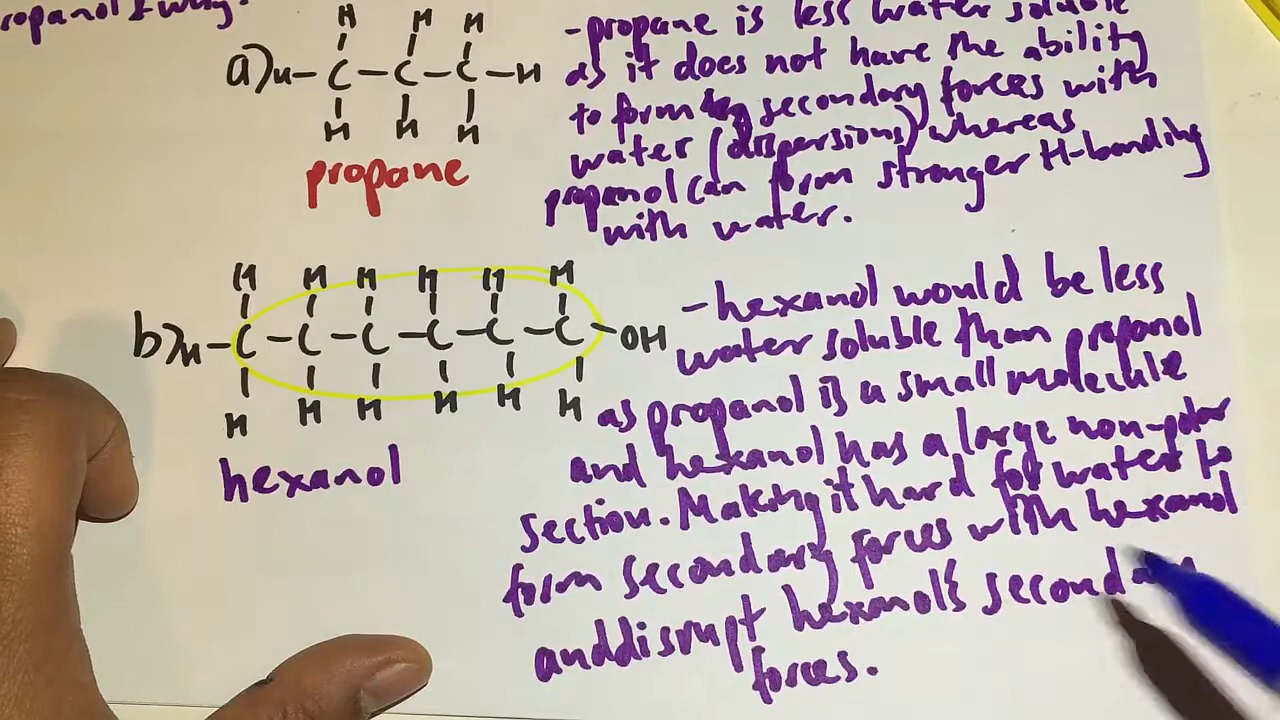 ropanol & why.
H H H
a) H-C-C-C-H
H H H
propane
-propane is less water soluble
as it does not have the ability
to form secondary forces with
water (dispersions) whereas
propanol can form stronger H-bonding
with water.
H H H H H H
b) H-C-C-C-C-C-C-OH
H H H H H H
hexanol
-hexanol would be less
water soluble than propanol
as propanol is a small molecule
and hexanol has a large non-polar
section. Making it hard for water to
form secondary forces with hexanol
and disrupt hexanol's secondary
forces.